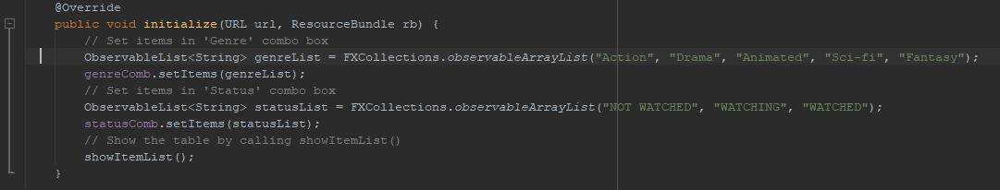 @Override
public void initialize(URL url, ResourceBundle rb) {
// Set items in 'Genre' combo box
ObservableList<String> genreList = FXCollections.observableArrayList("Action", "Drama", "Animated", "Sci-fi", "Fantasy");
genreComb.setItems(genreList);
// Set items in 'Status' combo box
ObservableList<String> statusList = FXCollections.observableArrayList("NOT WATCHED", "WATCHING", "WATCHED");
statusComb.setItems(statusList);
// Show the table by calling showItemList()
showItemList();
}